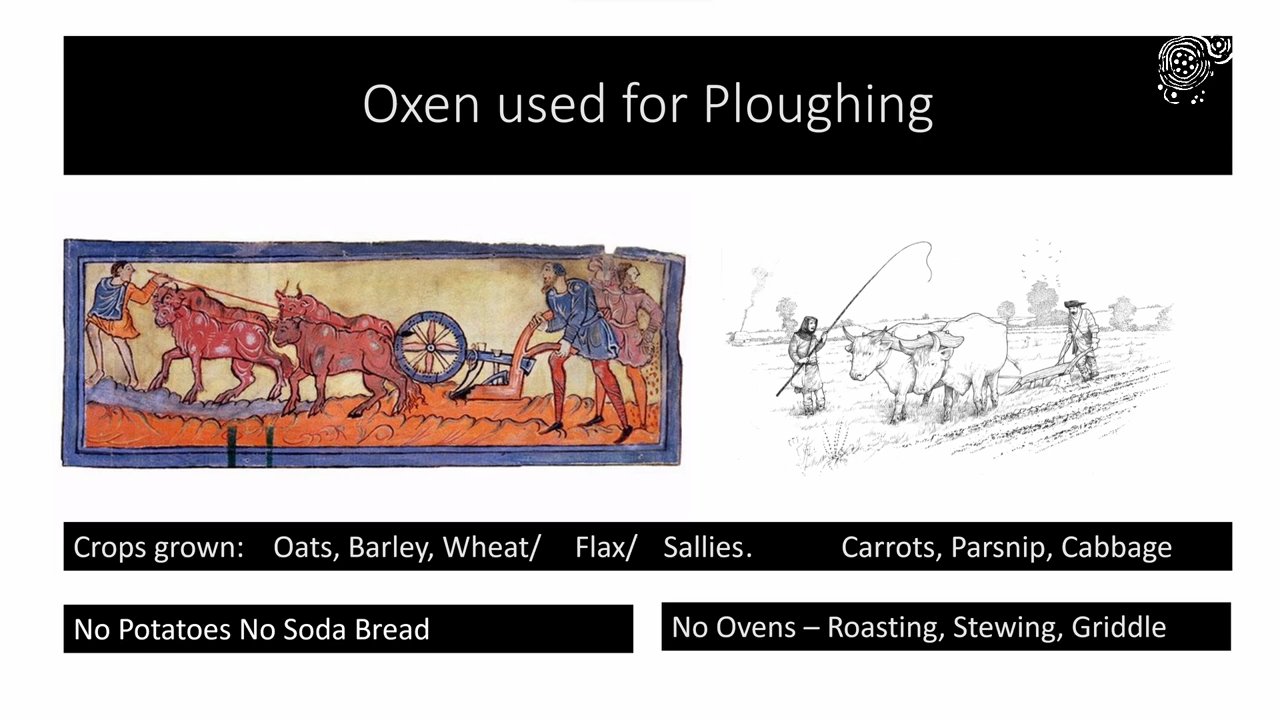 Oxen used for Ploughing
Crops grown: Oats, Barley, Wheat/ Flax/ Sallies. Carrots, Parsnip, Cabbage
No Potatoes No Soda Bread
No Ovens – Roasting, Stewing, Griddle